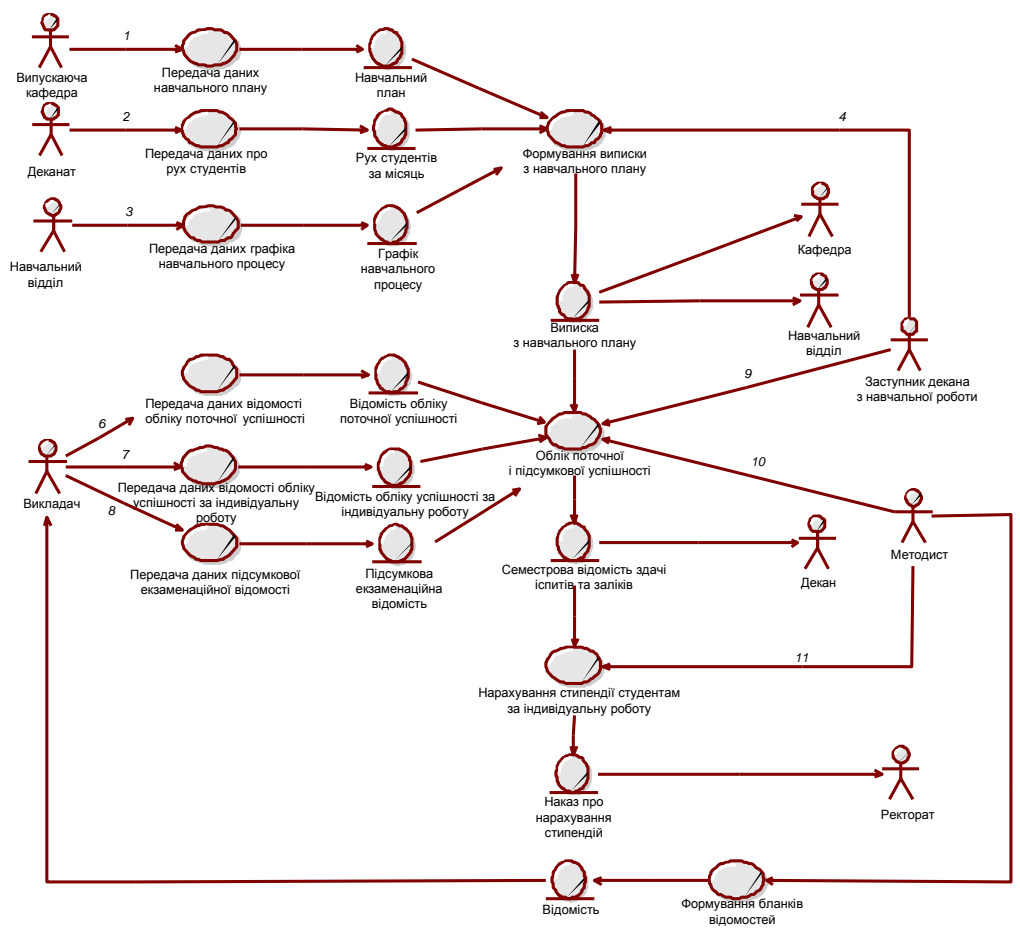 1
Випускаюча
кафедра
Передача даних
навчального плану
Навчальний
план
2
Деканат
Передача даних про
рух студентів
Рух студентів
за місяць
Формування виписки
з навчального плану
4
3
Навчальний
відділ
Передача даних графіка
навчального процесу
Графік
навчального
процесу
Кафедра
Виписка
з навчального плану
Навчальний
відділ
Заступник декана
з навчальної роботи
9
Передача даних відомості
обліку поточної успішності
Відомість обліку
поточної успішності
6
7
8
Викладач
Передача даних відомості обліку
успішності за індивідуальну
роботу
Відомість обліку успішності за
індивідуальну роботу
Облік поточної
і підсумкової успішності
10
Методист
Передача даних підсумкової
екзаменаційної відомості
Підсумкова
екзаменаційна
відомість
Семестрова відомість здачі
іспитів та заліків
Декан
11
Нарахування стипендії студентам
за індивідуальну роботу
Наказ про
нарахування
стипендій
Ректорат
Відомість
Формування бланків
відомостей